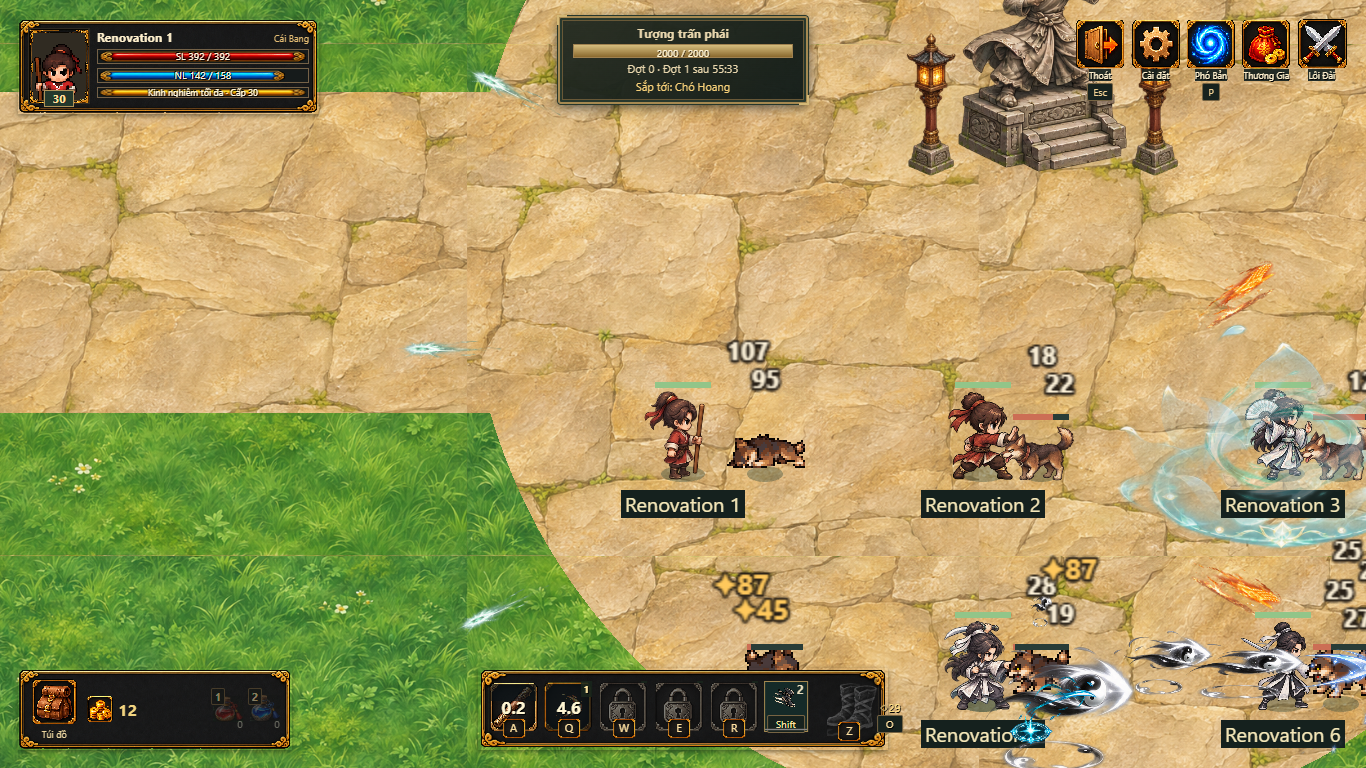 Renovation 1
Cái Bang
SL 392 / 392
NL 142 / 158
Kinh nghiệm tối đa - Cấp 30
30
Tượng trấn phái
2000 / 2000
Đợt 0 · Đợt 1 sau 55:33
Sắp tới: Chó Hoang
Thoát
Cài đặt
Phó Bản
Thương Gia
Lôi Đài
Esc
P
107
95
18
22
Renovation 1
Renovation 2
Renovation 3
87
45
28
87
19
25
25
Renovation 6
12
Túi đồ
1
0
2
0
0.2
A
4.6
1
Q
W
E
R
2
Shift
Z
29
O